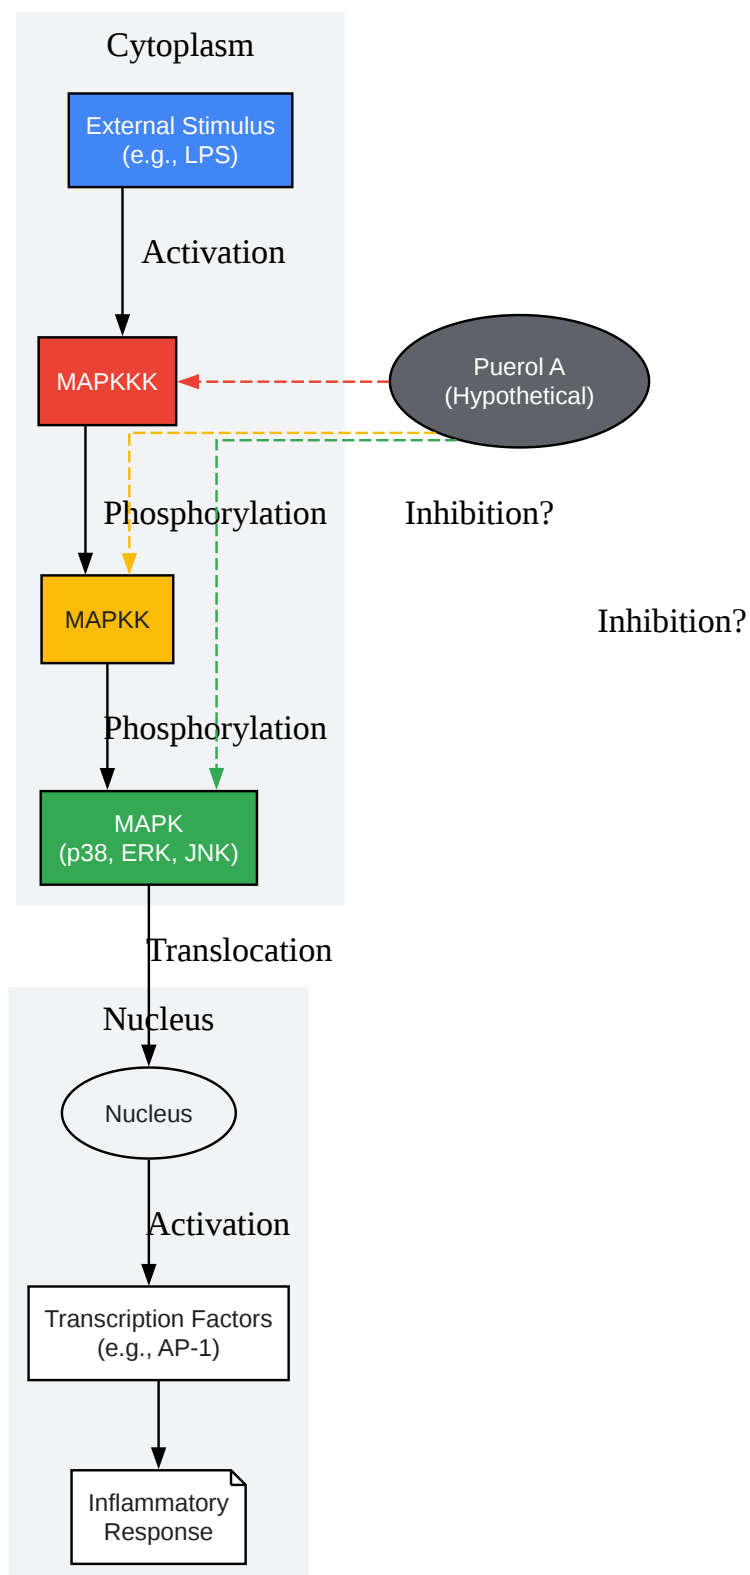 Cytoplasm
External Stimulus
(e.g., LPS)
Activation
MAPKKK
Puerol A
(Hypothetical)
Phosphorylation
Inhibition?
MAPKK
Inhibition?
Phosphorylation
MAPK
(p38, ERK, JNK)
Translocation
Nucleus
Nucleus
Activation
Transcription Factors
(e.g., AP-1)
Inflammatory
Response